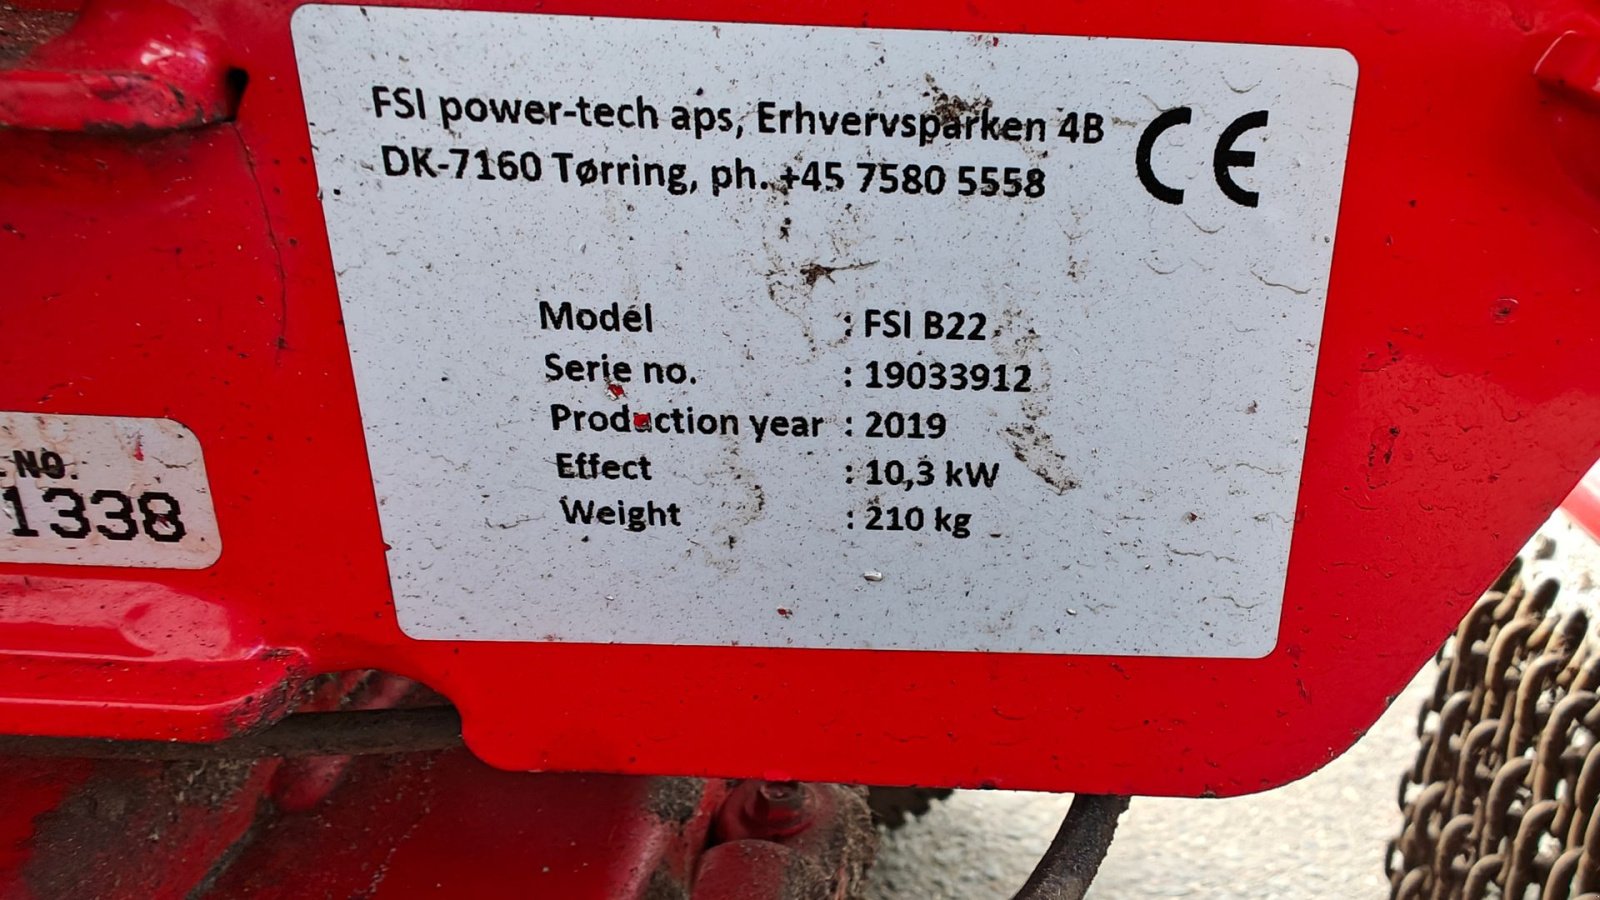 FSI power-tech aps, Erhvervsparken 4B
DK-7160 Tørring, ph. +45 7580 5558
CE
Model : FSI B22
Serie no. : 19033912
Production year : 2019
Effect : 10,3 kW
Weight : 210 kg
NO.
1338